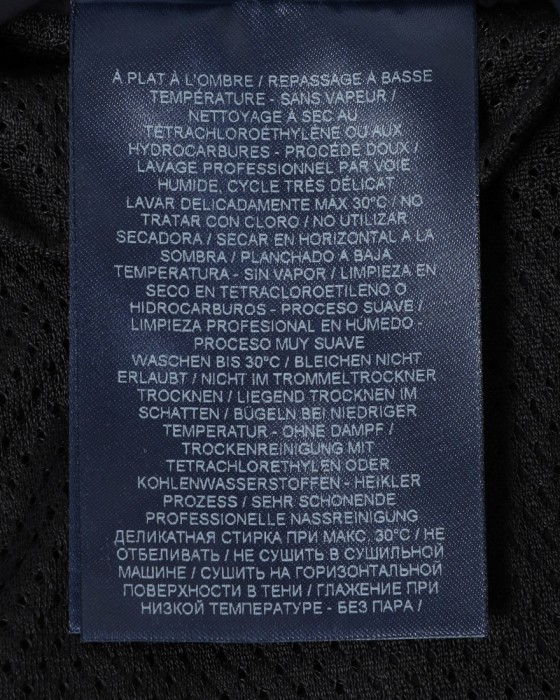 À PLAT À L'OMBRE / REPASSAGE À BASSE
TEMPÉRATURE - SANS VAPEUR /
NETTOYAGE À SEC AU
TÉTRACHLOROÉTHYLÈNE OU AUX
HYDROCARBURES - PROCÉDÉ DOUX /
LAVAGE PROFESSIONNEL PAR VOIE
HUMIDE, CYCLE TRÈS DÉLICAT
LAVAR DELICADAMENTE MÁX 30°C / NO
TRATAR CON CLORO / NO UTILIZAR
SECADORA / SECAR EN HORIZONTAL A LA
SOMBRA / PLANCHADO A BAJA
TEMPERATURA - SIN VAPOR / LIMPIEZA EN
SECO EN TETRACLOROETILENO O
HIDROCARBUROS - PROCESO SUAVE /
LIMPIEZA PROFESIONAL EN HÚMEDO -
PROCESO MUY SUAVE
WASCHEN BIS 30°C / BLEICHEN NICHT
ERLAUBT / NICHT IM TROMMELTROCKNER
TROCKNEN / LIEGEND TROCKNEN IM
SCHATTEN / BÜGELN BEI NIEDRIGER
TEMPERATUR - OHNE DAMPF /
TROCKENREINIGUNG MIT
TETRACHLORETHYLEN ODER
KOHLENWASSERSTOFFEN - HEIKLER
PROZESS / SEHR SCHONENDE
PROFESSIONELLE NASSREINIGUNG
ДЕЛИКАТНАЯ СТИРКА ПРИ МАКС. 30°C / НЕ
ОТБЕЛИВАТЬ / НЕ СУШИТЬ В СУШИЛЬНОЙ
МАШИНЕ / СУШИТЬ НА ГОРИЗОНТАЛЬНОЙ
ПОВЕРХНОСТИ В ТЕНИ / ГЛАЖЕНИЕ ПРИ
НИЗКОЙ ТЕМПЕРАТУРЕ - БЕЗ ПАРА /